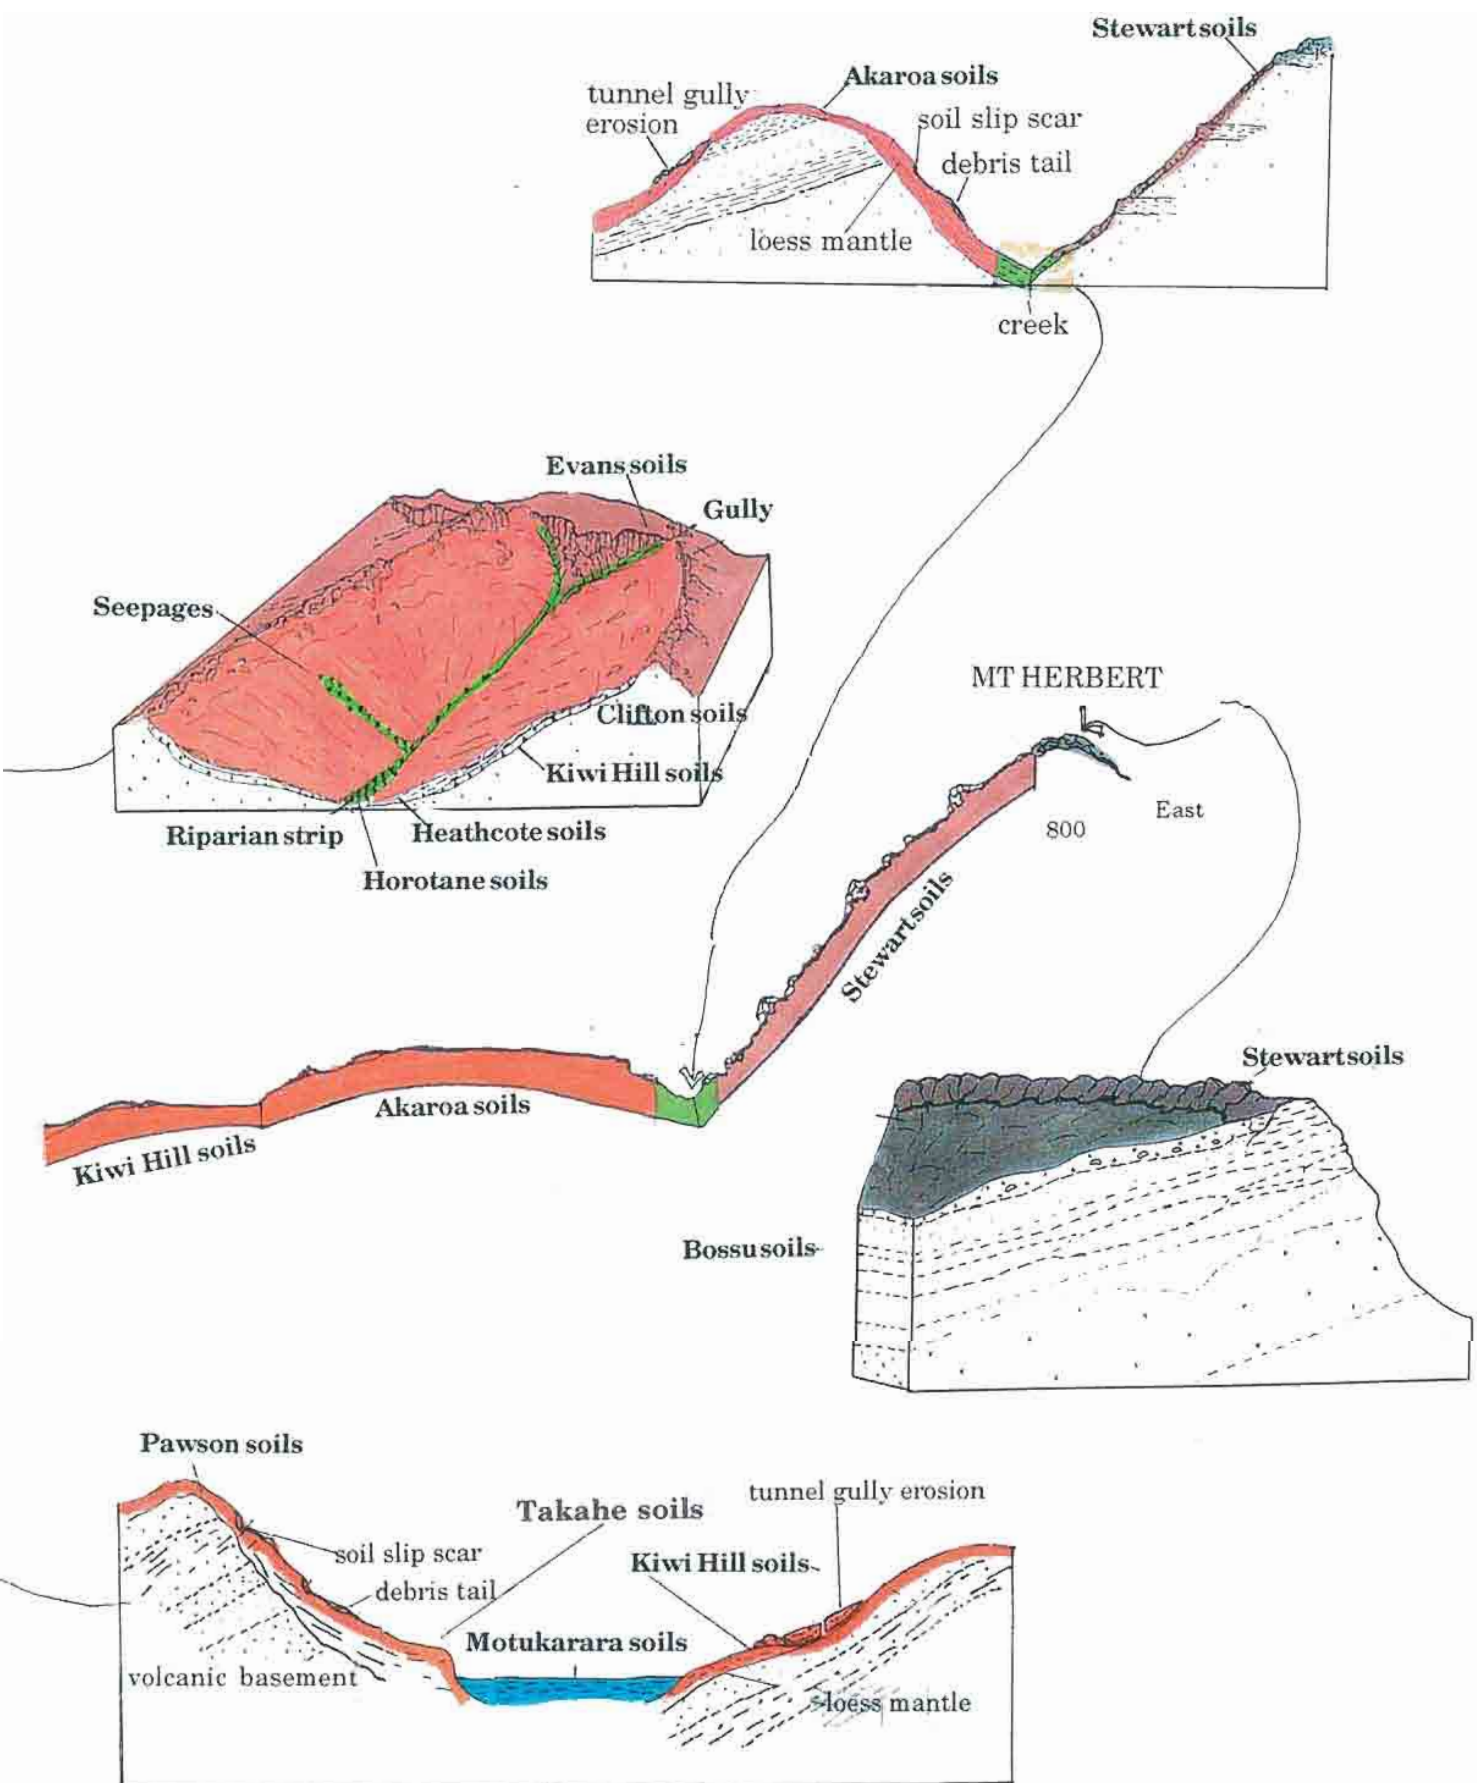 Stewart soils
Akaroa soils
tunnel gully
erosion
soil slip scar
debris tail
loess mantle
creek
Evans soils
Gully
Seepages
Clifton soils
Kiwi Hill soils
Riparian strip
Heathcote soils
Horotane soils
MT HERBERT
East
800
Stewart soils
Akaroa soils
Kiwi Hill soils
Stewart soils
Bossu soils
Pawson soils
tunnel gully erosion
Takahe soils
soil slip scar
Kiwi Hill soils
debris tail
Motukarara soils
volcanic basement
loess mantle